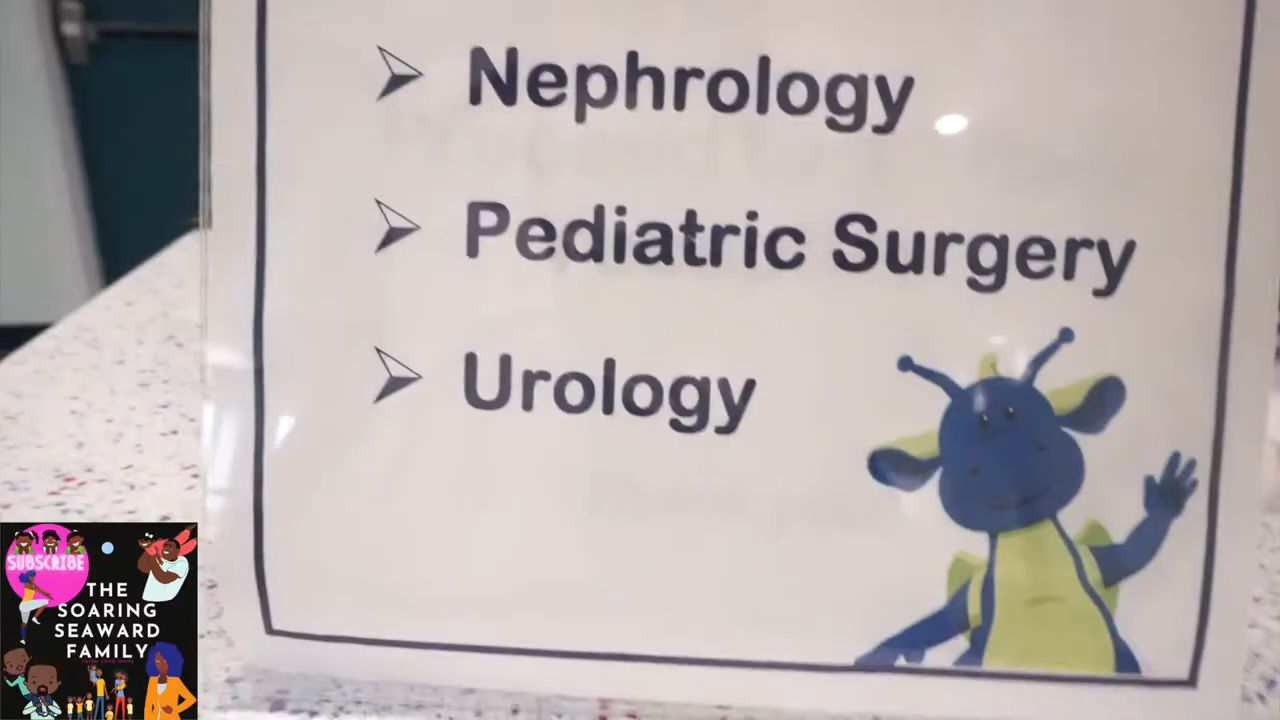 Nephrology
Pediatric Surgery
Urology
SUBSCRIBE
THE
SOARING
SEAWARD
FAMILY